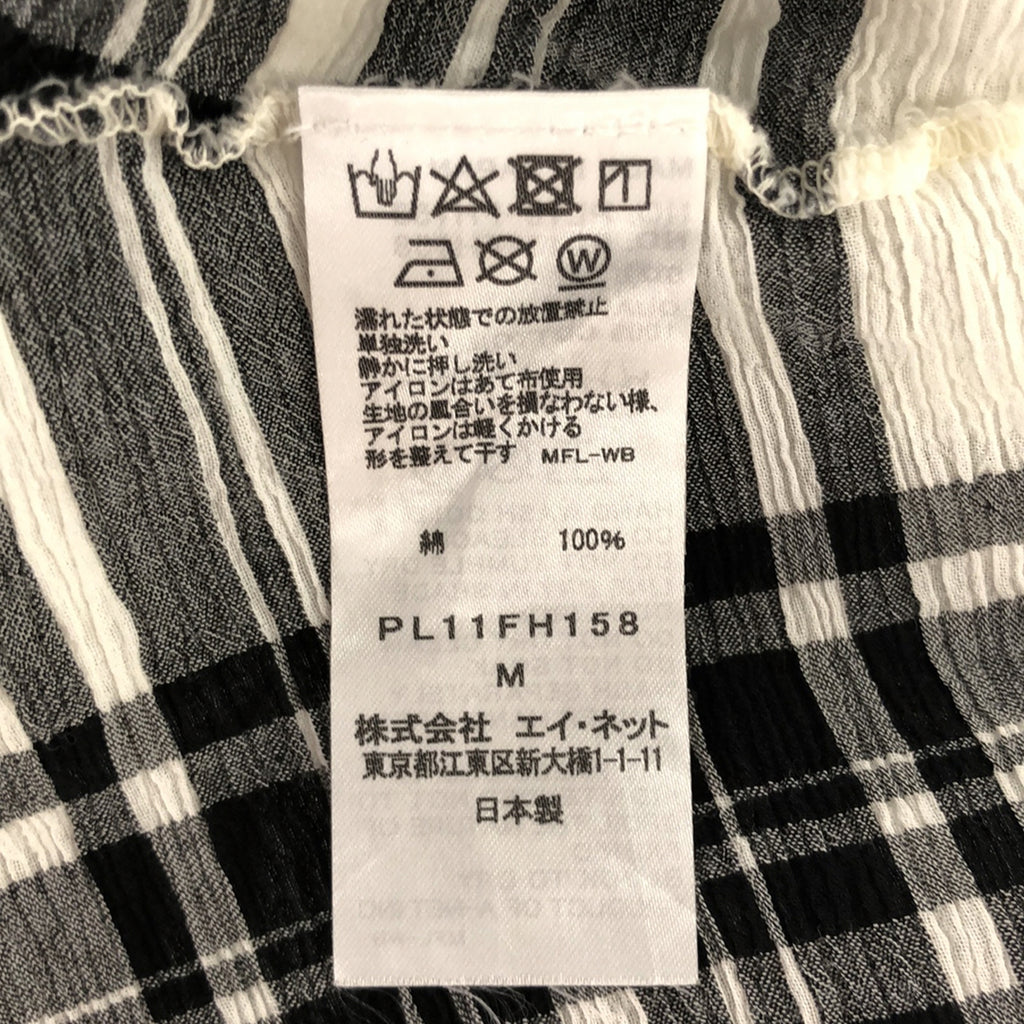 濡れた状態での放置禁止
単独洗い
静かに押し洗い
アイロンはあて布使用
生地の風合いを損なわない様、
アイロンは軽くかける
形を整えて干す MFL-WB
綿 100%
PL11FH158
M
株式会社 エイ・ネット
東京都江東区新大橋1-1-11
日本製